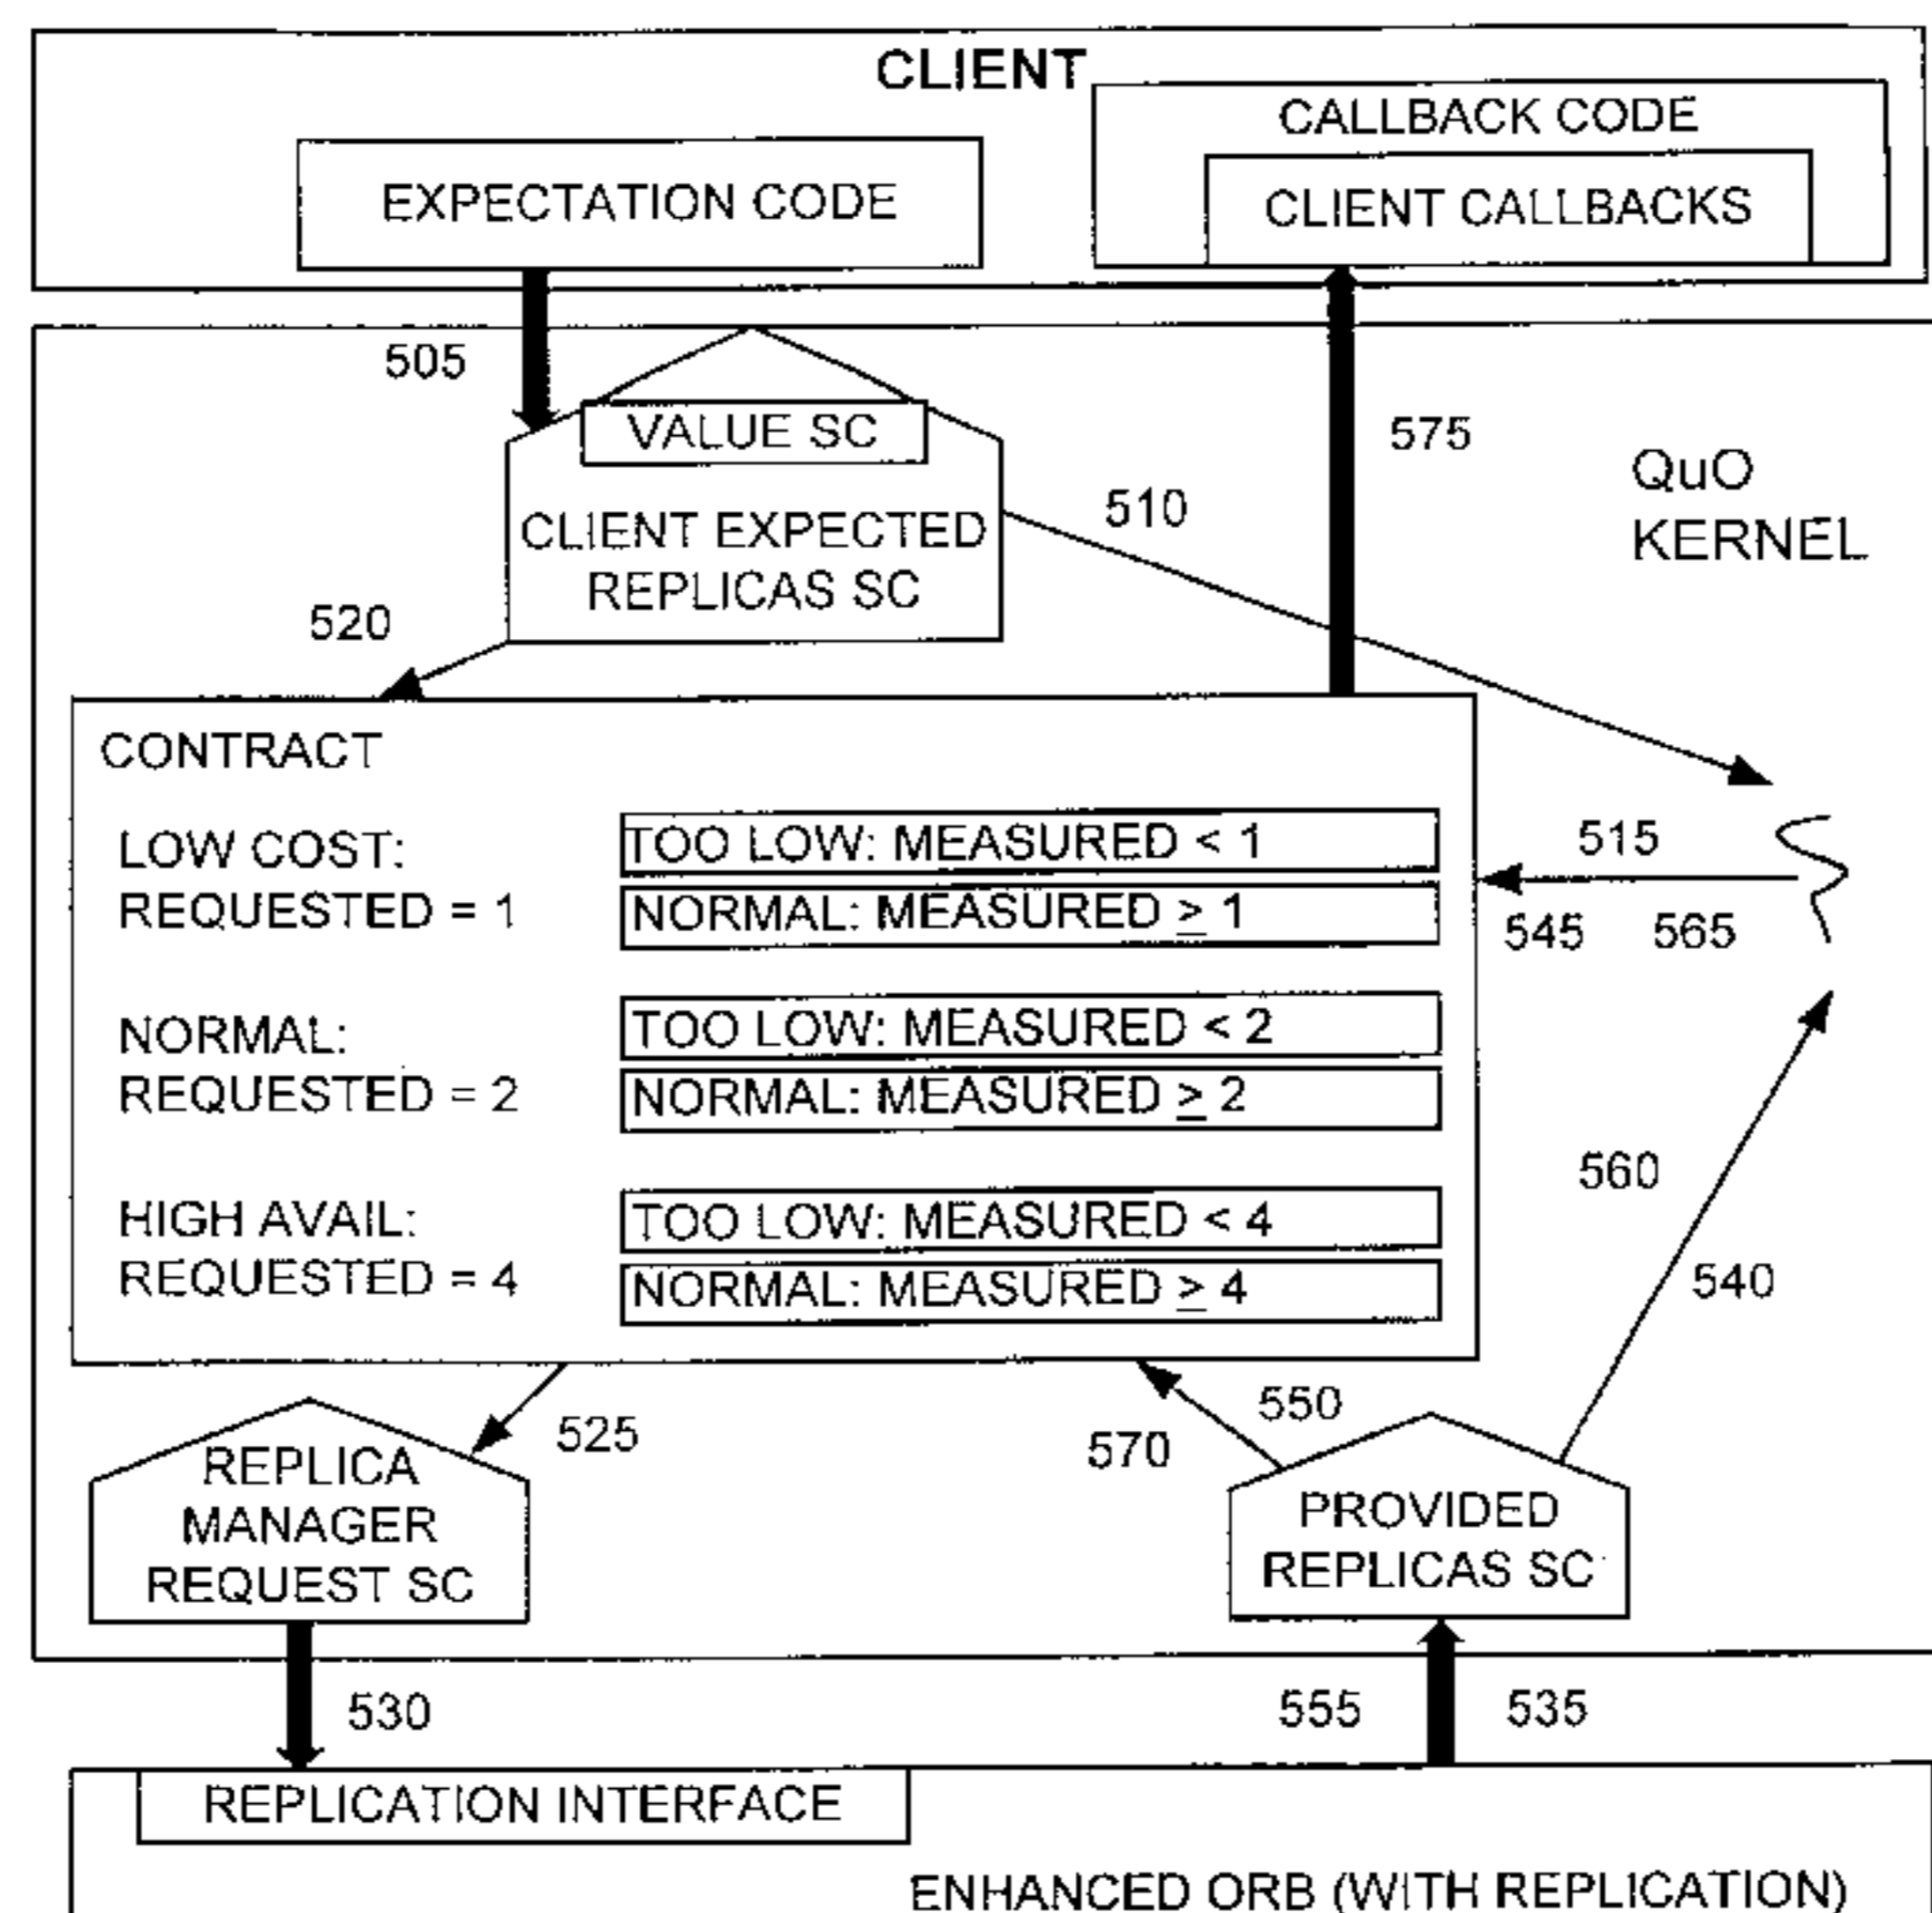 CLIENT
CALLBACK CODE
EXPECTATION CODE
CLIENT CALLBACKS
505
VALUE SC
575
QuO
KERNEL
510
CLIENT EXPECTED
REPLICAS SC
520
CONTRACT
LOW COST:
REQUESTED = 1
TOO LOW: MEASURED < 1
NORMAL: MEASURED ≥ 1
515
545 565
NORMAL:
REQUESTED = 2
TOO LOW: MEASURED < 2
NORMAL: MEASURED ≥ 2
560
HIGH AVAIL:
REQUESTED = 4
TOO LOW: MEASURED < 4
NORMAL: MEASURED ≥ 4
540
525
550
570
REPLICA
MANAGER
REQUEST SC
PROVIDED
REPLICAS SC
530
555 535
REPLICATION INTERFACE
ENHANCED ORB (WITH REPLICATION)